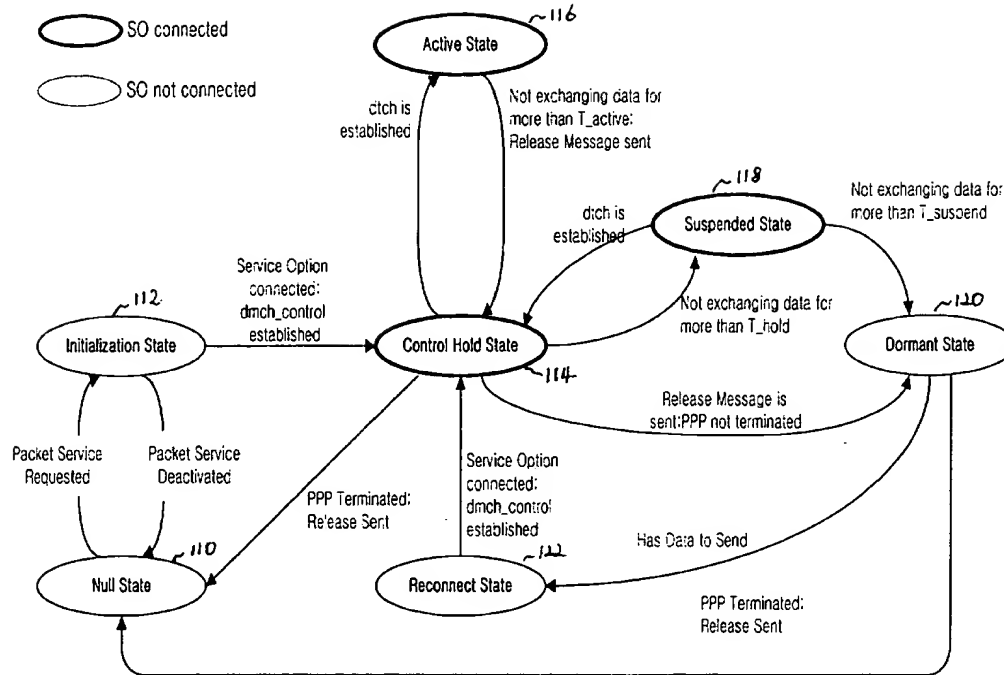 SO connected
SO not connected
116
Active State
dtch is
established
Not exchanging data for
more than T_active:
Release Message sent
118
Suspended State
dtch is
established
Not exchanging data for
more than T_suspend
Not exchanging data for
more than T_hold
112
Initialization State
Service Option
connected:
dmch_control
established
Control Hold State
114
120
Dormant State
Packet Service
Requested
Packet Service
Deactivated
PPP Terminated:
Release Sent
Service Option
connected:
dmch_control
established
Release Message is
sent:PPP not terminated
Has Data to Send
110
Null State
122
Reconnect State
PPP Terminated:
Release Sent